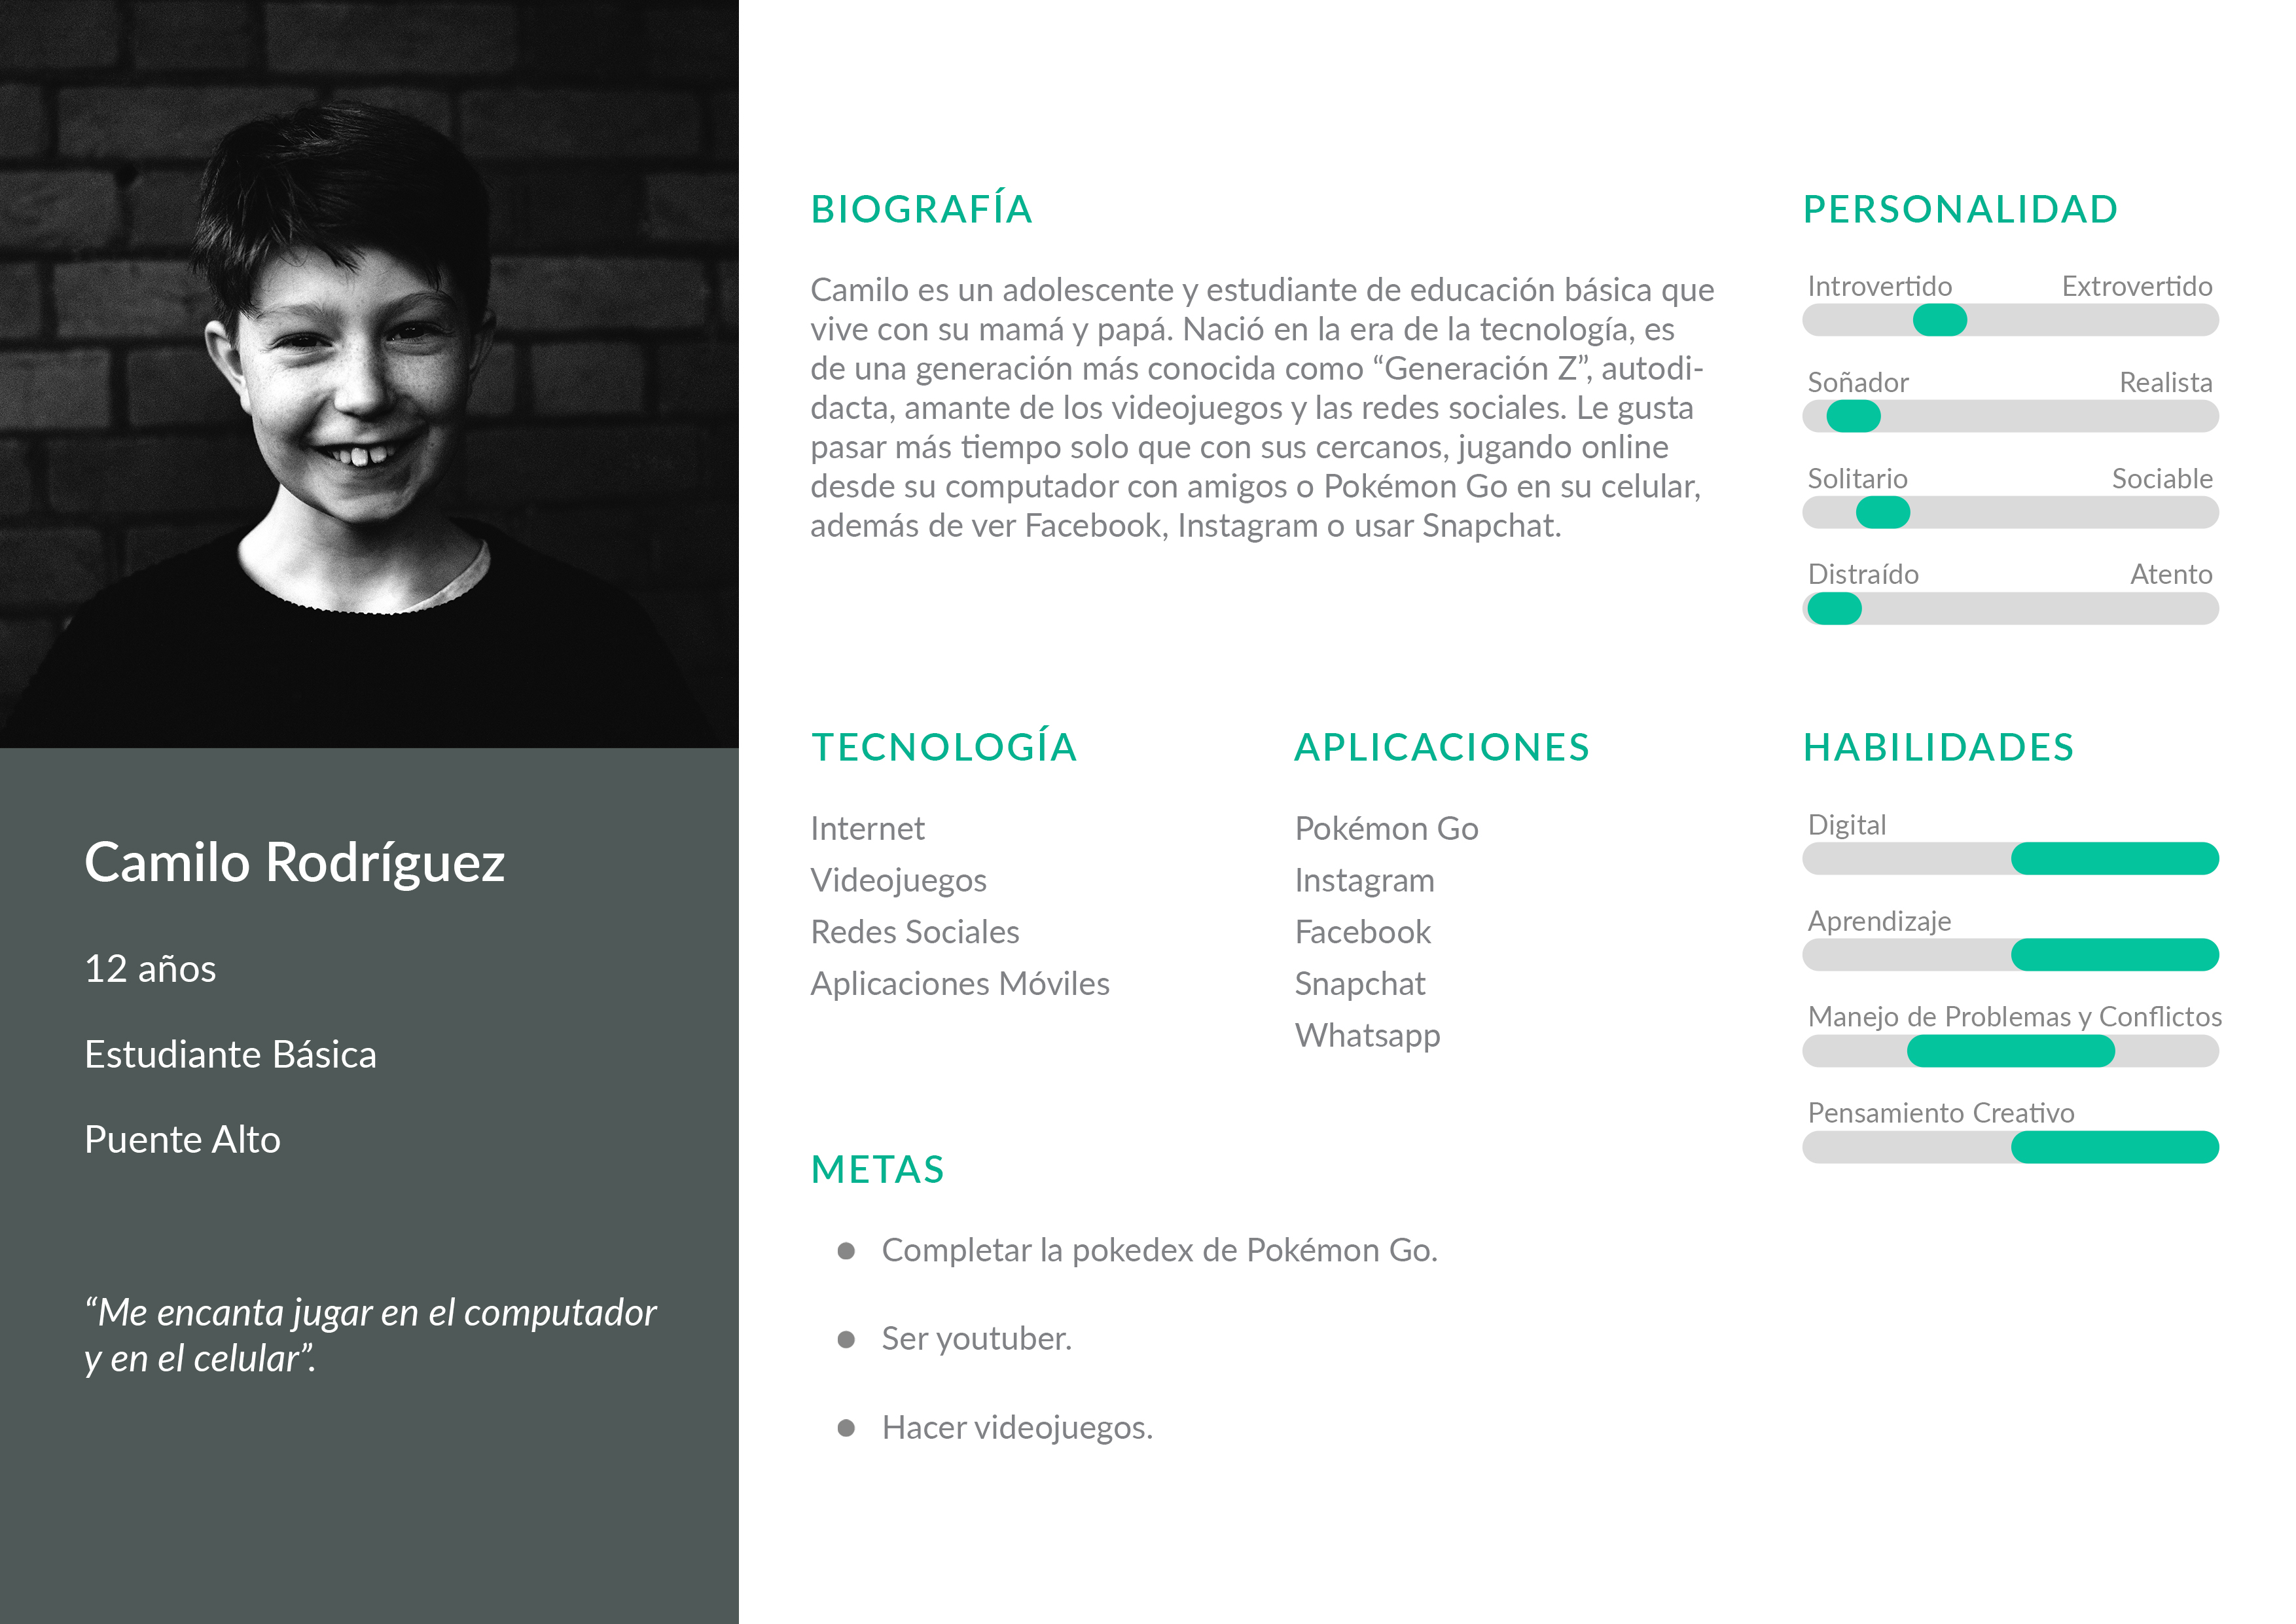 Camilo Rodríguez
12 años
Estudiante Básica
Puente Alto
“Me encanta jugar en el computador
y en el celular”.
BIOGRAFÍA
Camilo es un adolescente y estudiante de educación básica que
vive con su mamá y papá. Nació en la era de la tecnología, es
de una generación más conocida como “Generación Z”, autodi-
dacta, amante de los videojuegos y las redes sociales. Le gusta
pasar más tiempo solo que con sus cercanos, jugando online
desde su computador con amigos o Pokémon Go en su celular,
además de ver Facebook, Instagram o usar Snapchat.
PERSONALIDAD
Introvertido Extrovertido
Soñador Realista
Solitario Sociable
Distraído Atento
TECNOLOGÍA
Internet
Videojuegos
Redes Sociales
Aplicaciones Móviles
APLICACIONES
Pokémon Go
Instagram
Facebook
Snapchat
Whatsapp
HABILIDADES
Digital
Aprendizaje
Manejo de Problemas y Conflictos
Pensamiento Creativo
METAS
● Completar la pokedex de Pokémon Go.
● Ser youtuber.
● Hacer videojuegos.